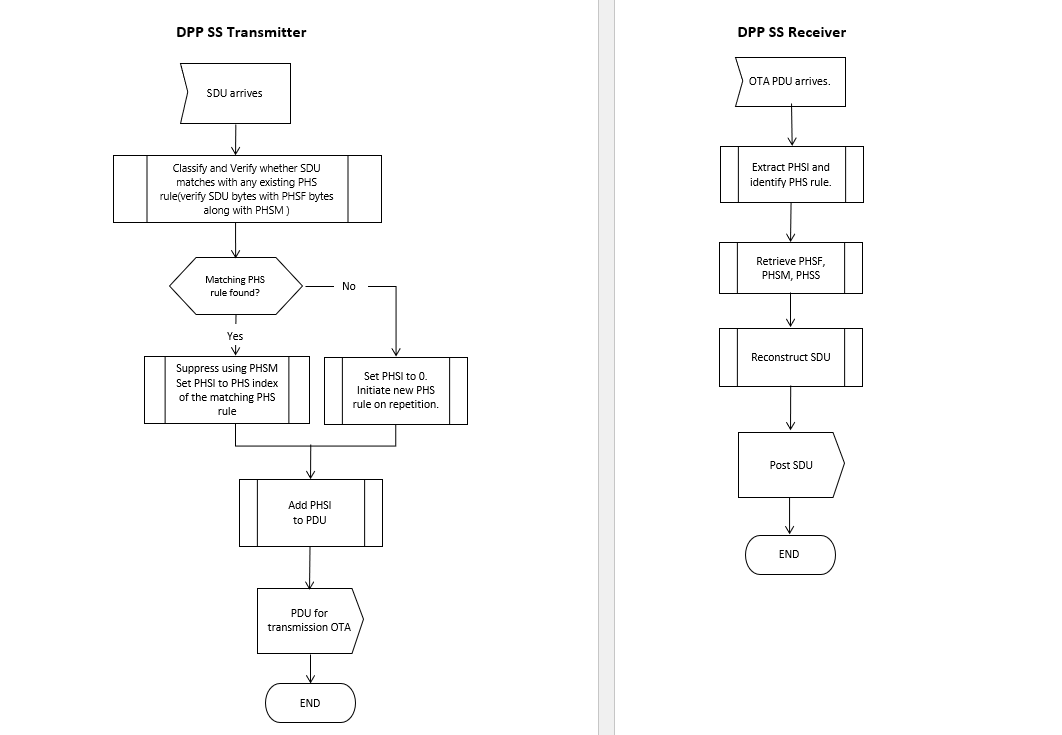 DPP SS Transmitter
SDU arrives
Classify and Verify whether SDU
matches with any existing PHS
rule(verify SDU bytes with PHSF bytes
along with PHSM )
Matching PHS
rule found?
No
Yes
Suppress using PHSM
Set PHSI to PHS index
of the matching PHS
rule
Set PHSI to 0.
Initiate new PHS
rule on repetition.
Add PHSI
to PDU
PDU for
transmission OTA
END
DPP SS Receiver
OTA PDU arrives.
Extract PHSI and
identify PHS rule.
Retrieve PHSF,
PHSM, PHSS
Reconstruct SDU
Post SDU
END